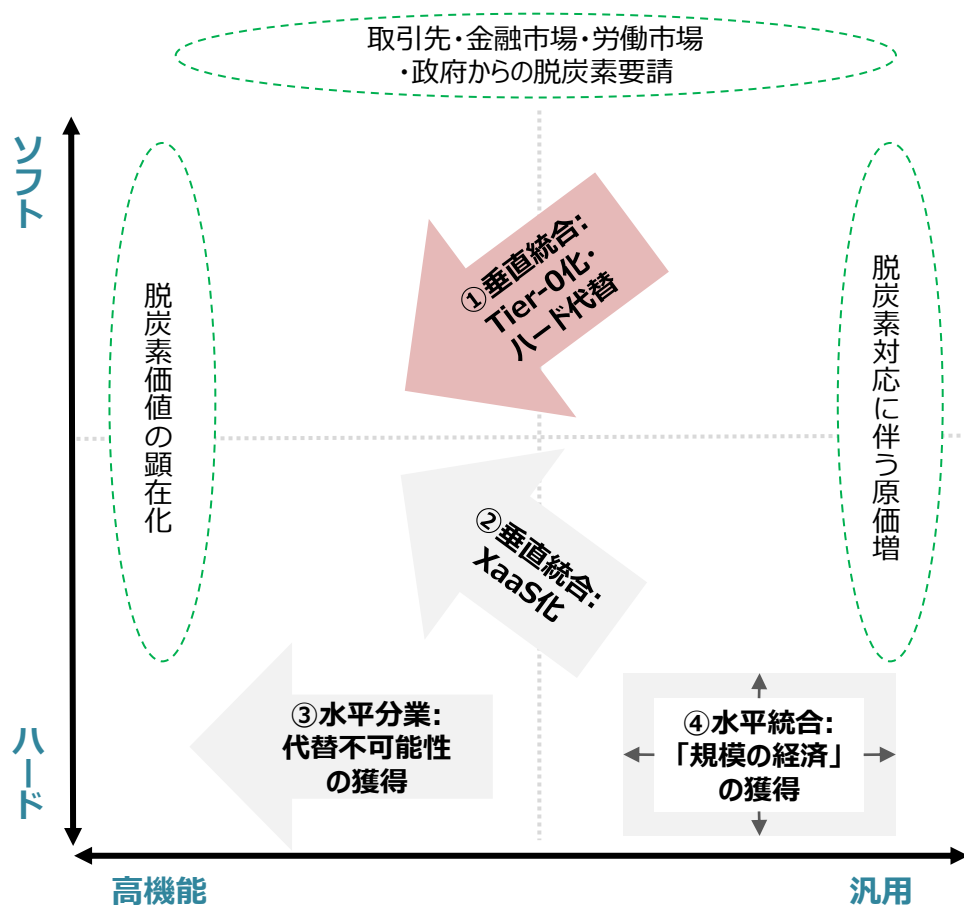 取引先・金融市場・労働市場
・政府からの脱炭素要請
ソフト
脱炭素価値の顕在化
①垂直統合:
Tier-0化・
ハード代替
脱炭素対応に伴う原価増
②垂直統合:
XaaS化
ハード
③水平分業:
代替不可能性
の獲得
④水平統合:
「規模の経済」
の獲得
高機能
汎用